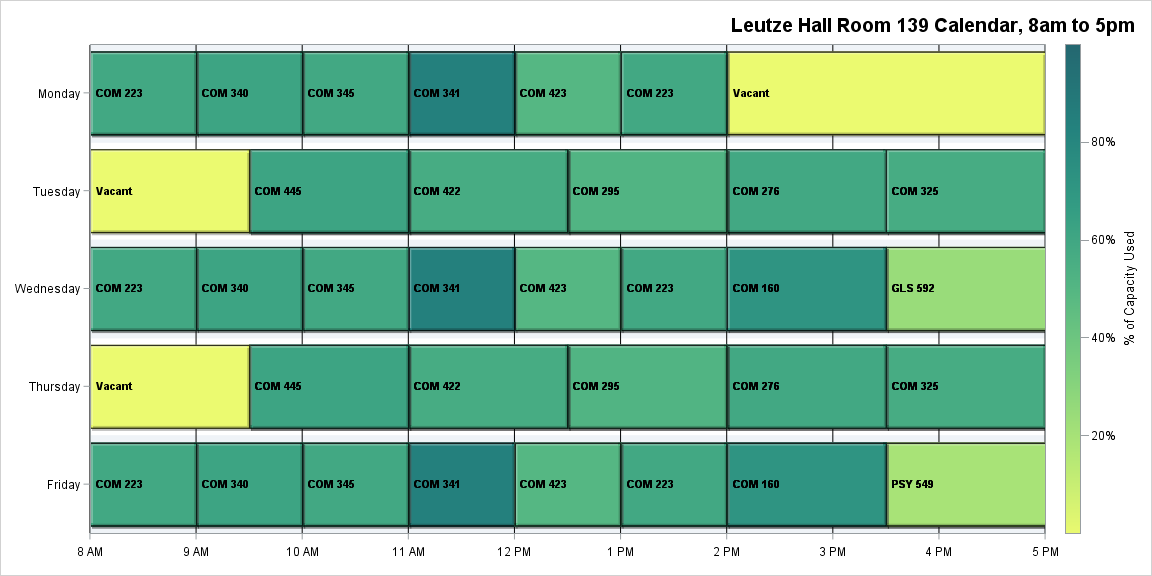 Leutze Hall Room 139 Calendar, 8am to 5pm
Monday COM 223 COM 340 COM 345 COM 341 COM 423 COM 223 Vacant
Tuesday Vacant COM 445 COM 422 COM 295 COM 276 COM 325
Wednesday COM 223 COM 340 COM 345 COM 341 COM 423 COM 223 COM 160 GLS 592
Thursday Vacant COM 445 COM 422 COM 295 COM 276 COM 325
Friday COM 223 COM 340 COM 345 COM 341 COM 423 COM 223 COM 160 PSY 549
8 AM 9 AM 10 AM 11 AM 12 PM 1 PM 2 PM 3 PM 4 PM 5 PM
80%
60%
40%
20%
% of Capacity Used